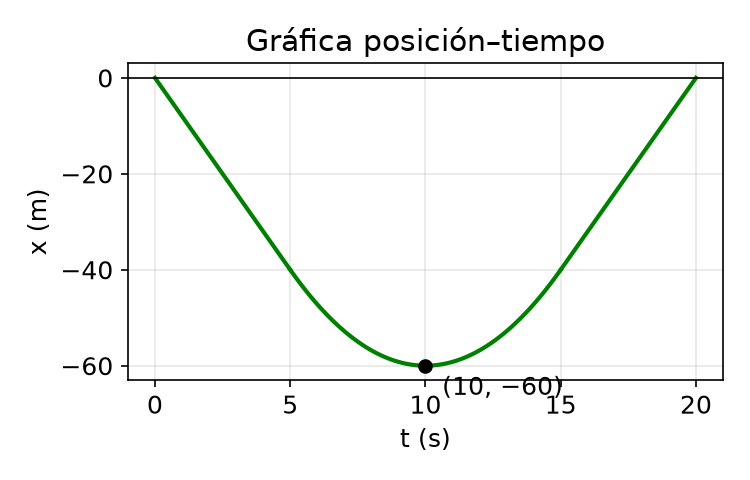 Gráfica posición–tiempo
x (m)
0
−20
−40
−60
(10, −60)
0 5 10 15 20
t (s)